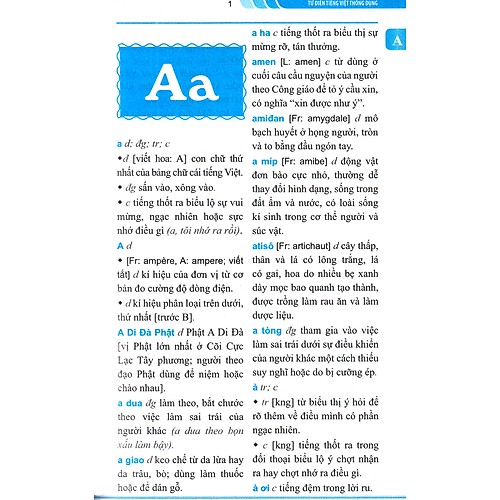 1
TỪ ĐIỂN TIẾNG VIỆT THÔNG DỤNG
A
Aa
a d: đg; tr; c
◆d [viết hoa: A] con chữ thứ
nhất của bảng chữ cái tiếng Việt.
◆ đg sấn vào, xông vào.
◆ c tiếng thốt ra biểu lộ sự vui
mừng, ngạc nhiên hoặc sực
nhớ điều gì (a, tôi nhớ ra rồi).
A d
◆ [Fr: ampère, A: ampere; viết
tắt] d kí hiệu của đơn vị từ cơ
bản đo cường độ dòng điện.
◆ d kí hiệu phân loại trên dưới,
thứ nhất [trước B].
A Di Đà Phật d Phật A Di Đà
[vị Phật lớn nhất ở Cõi Cực
Lạc Tây phương; người theo
đạo Phật dùng để niệm hoặc
chào nhau].
a dua đg làm theo, bắt chước
theo việc làm sai trái của
người khác (a dua theo bọn
xấu làm bậy).
a giao d keo chế từ da lừa hay
da trâu, bò; dùng làm thuốc
hoặc để dán gỗ.
a ha c tiếng thốt ra biểu thị sự
mừng rỡ, tán thưởng.
amen [L: amen] c từ dùng ở
cuối câu cầu nguyện của người
theo Công giáo để tỏ ý cầu xin,
có nghĩa “xin được như ý”.
amiđan [Fr: amygdale] d mô
bạch huyết ở họng người, tròn
và to bằng đầu ngón tay.
a míp [Fr: amibe] d động vật
đơn bào cực nhỏ, thường dễ
thay đổi hình dạng, sống trong
đất ẩm và nước, có loài sống
kí sinh trong cơ thể người và
súc vật.
atisô [Fr: artichaut] d cây thấp,
thân và lá có lông trắng, lá
có gai, hoa do nhiều bẹ xanh
dày mọc bao quanh tạo thành,
được trồng làm rau ăn và làm
dược liệu.
a tòng đg tham gia vào việc
làm sai trái dưới sự điều khiển
của người khác một cách thiếu
suy nghĩ hoặc do bị cưỡng ép.
à tr; c
◆ tr [kng] từ biểu thị ý hỏi để
rõ thêm về điều mình có phần
ngạc nhiên.
◆ c [kng] tiếng thốt ra trong
đối thoại biểu lộ ý chợt nhận
ra hay chợt nhớ ra điều gì.
à ơi c tiếng đệm trong lời ru.